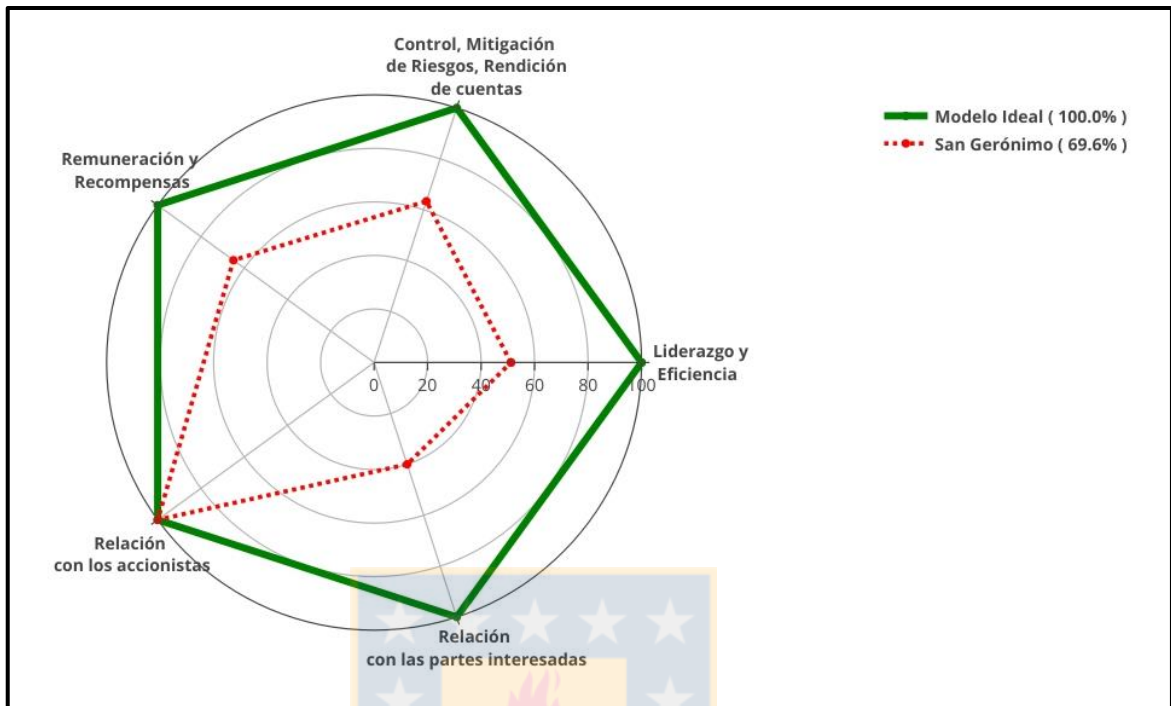 Control, Mitigación
de Riesgos, Rendición
de cuentas
Modelo Ideal ( 100.0% )
San Gerónimo ( 69.6% )
Remuneración y
Recompensas
Liderazgo y
Eficiencia
0 20 40 60 80 100
Relación
con los accionistas
Relación
con las partes interesadas